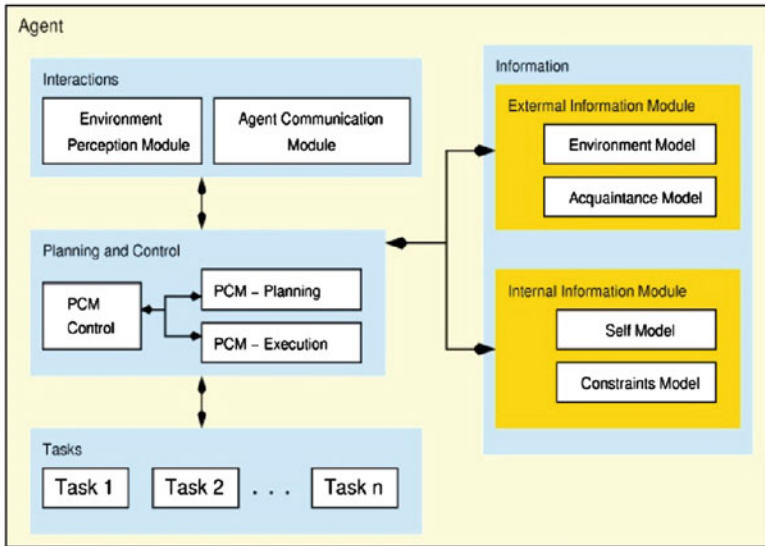 Agent
Interactions
Environment
Perception Module
Agent Communication
Module
Planning and Control
PCM
Control
PCM – Planning
PCM – Execution
Tasks
Task 1
Task 2
. . .
Task n
Information
External Information Module
Environment Model
Acquaintance Model
Internal Information Module
Self Model
Constraints Model